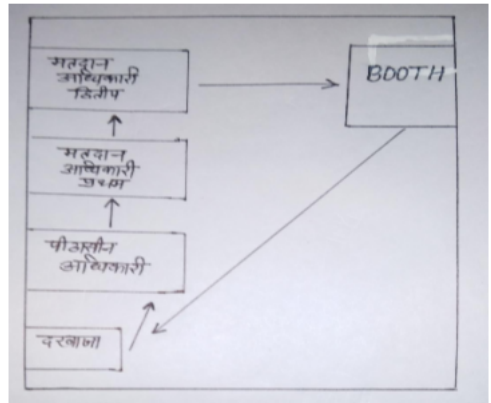 मतदान
अधिकारी
द्वितीय
BOOTH
मतदान
अधिकारी
प्रथम
पीठासीन
अधिकारी
दरवाजा